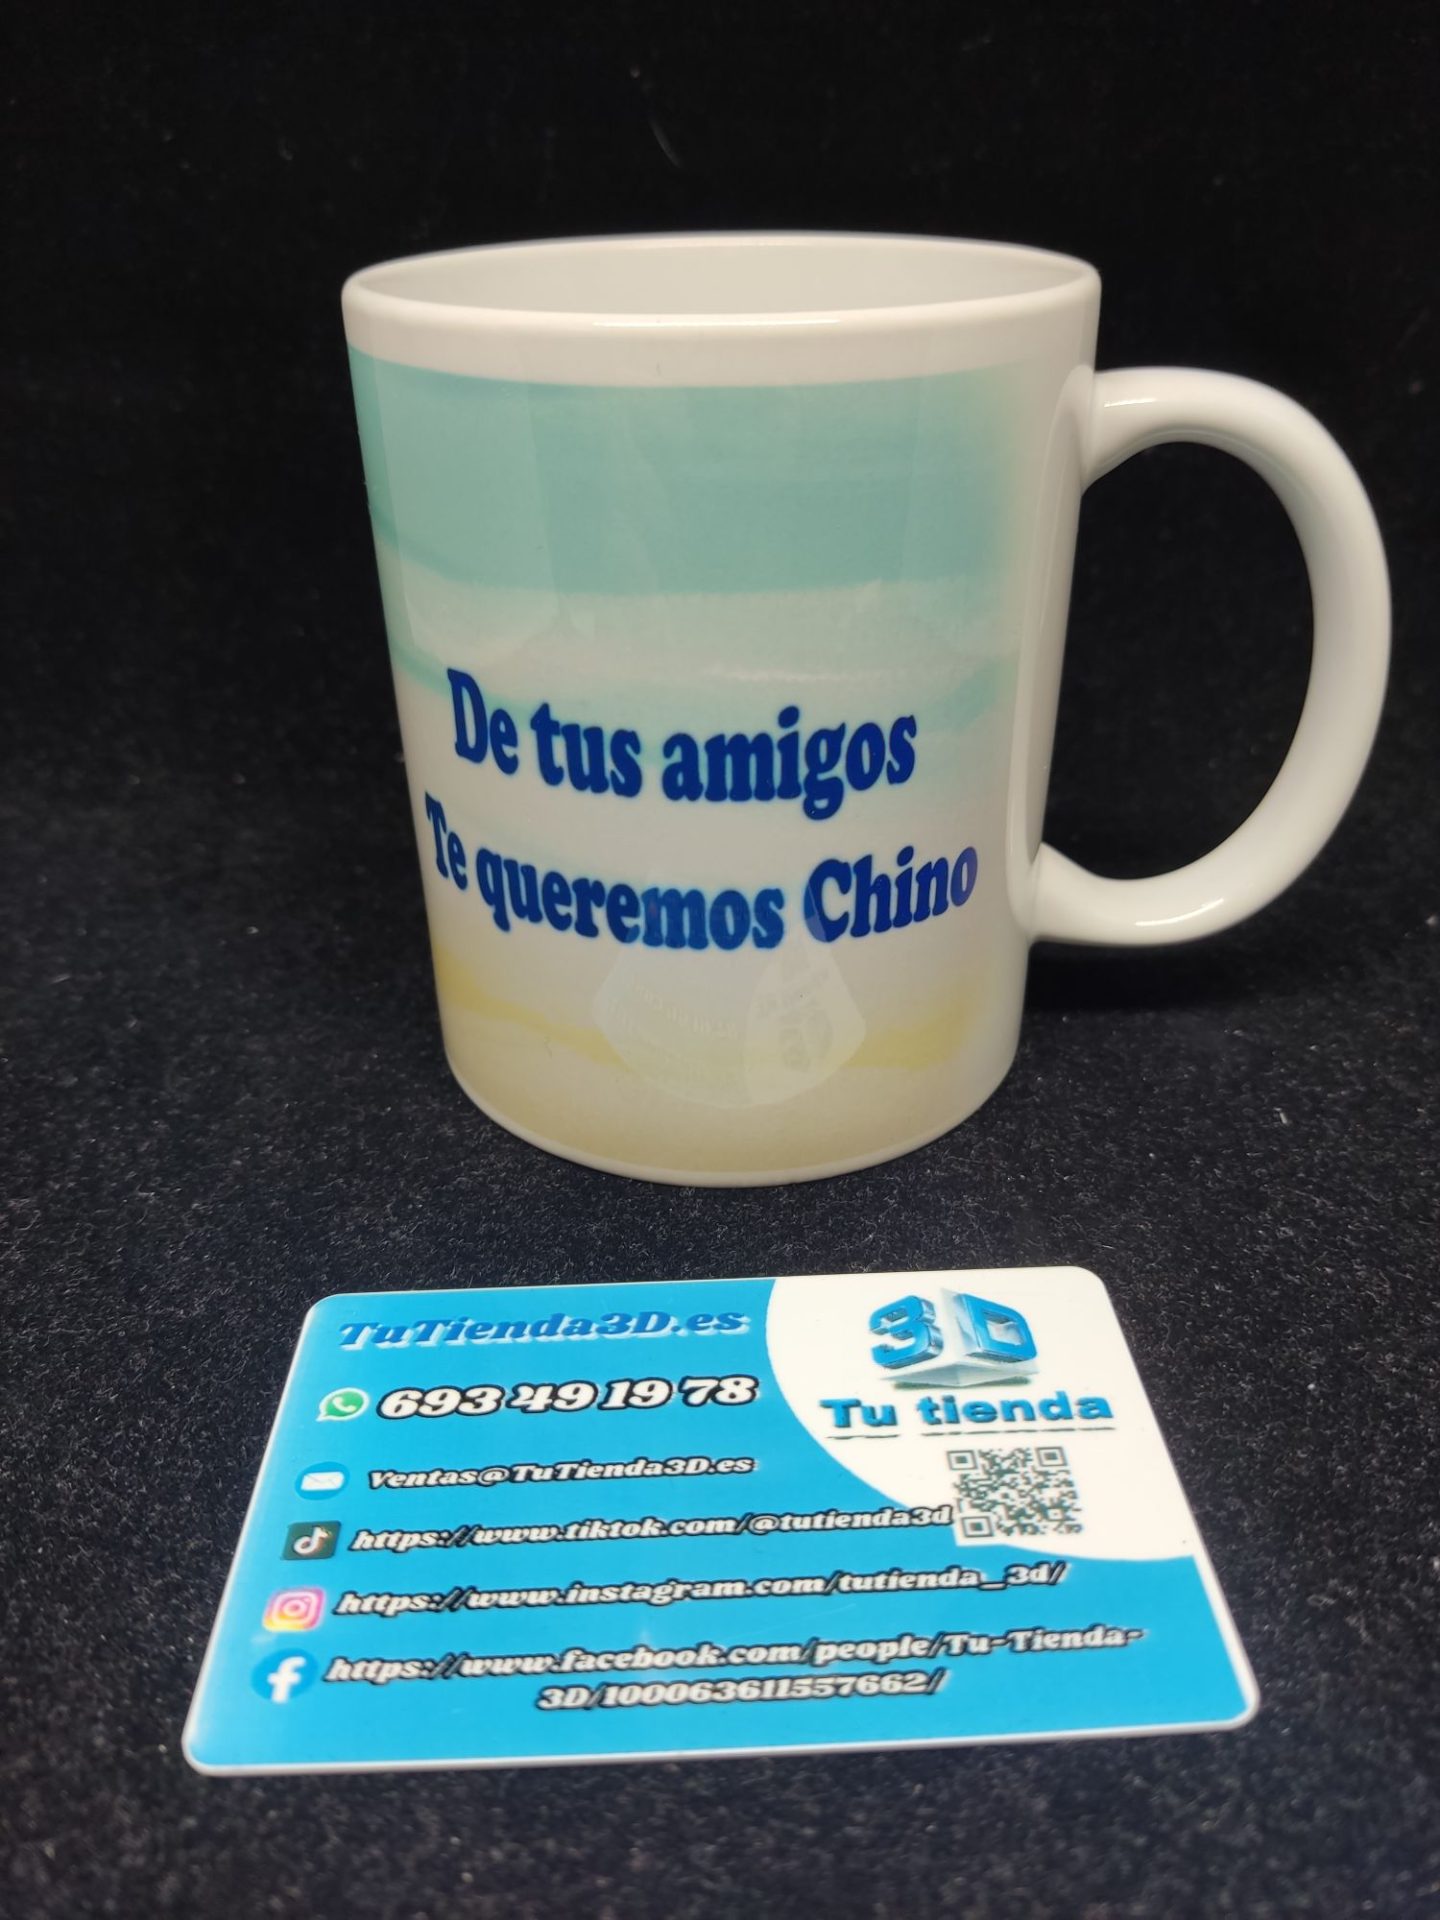 De tus amigos
Te queremos Chino
TuTienda3D.es
693 49 19 78
Ventas@TuTienda3D.es
https://www.tiktok.com/@tutienda3d
https://www.instagram.com/tutienda_3d/
https://www.facebook.com/people/Tu-Tienda-
3D/100063611557662/
3D
Tu tienda